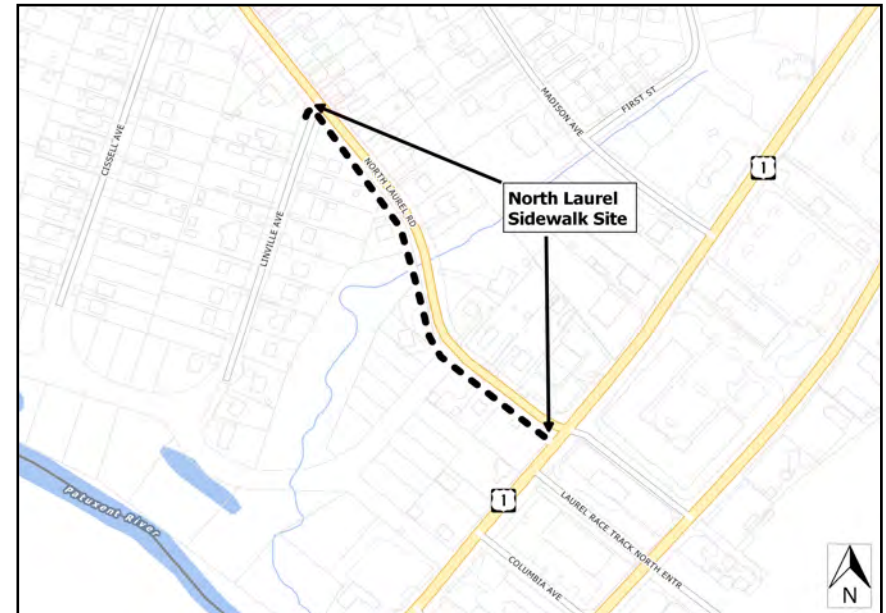 CISSELL AVE
LINVILLE AVE
NORTH LAUREL RD
MADISON AVE
FIRST ST
1
North Laurel
Sidewalk Site
1
LAUREL RACE TRACK NORTH ENTR
COLUMBIA AVE
Patuxent River
N